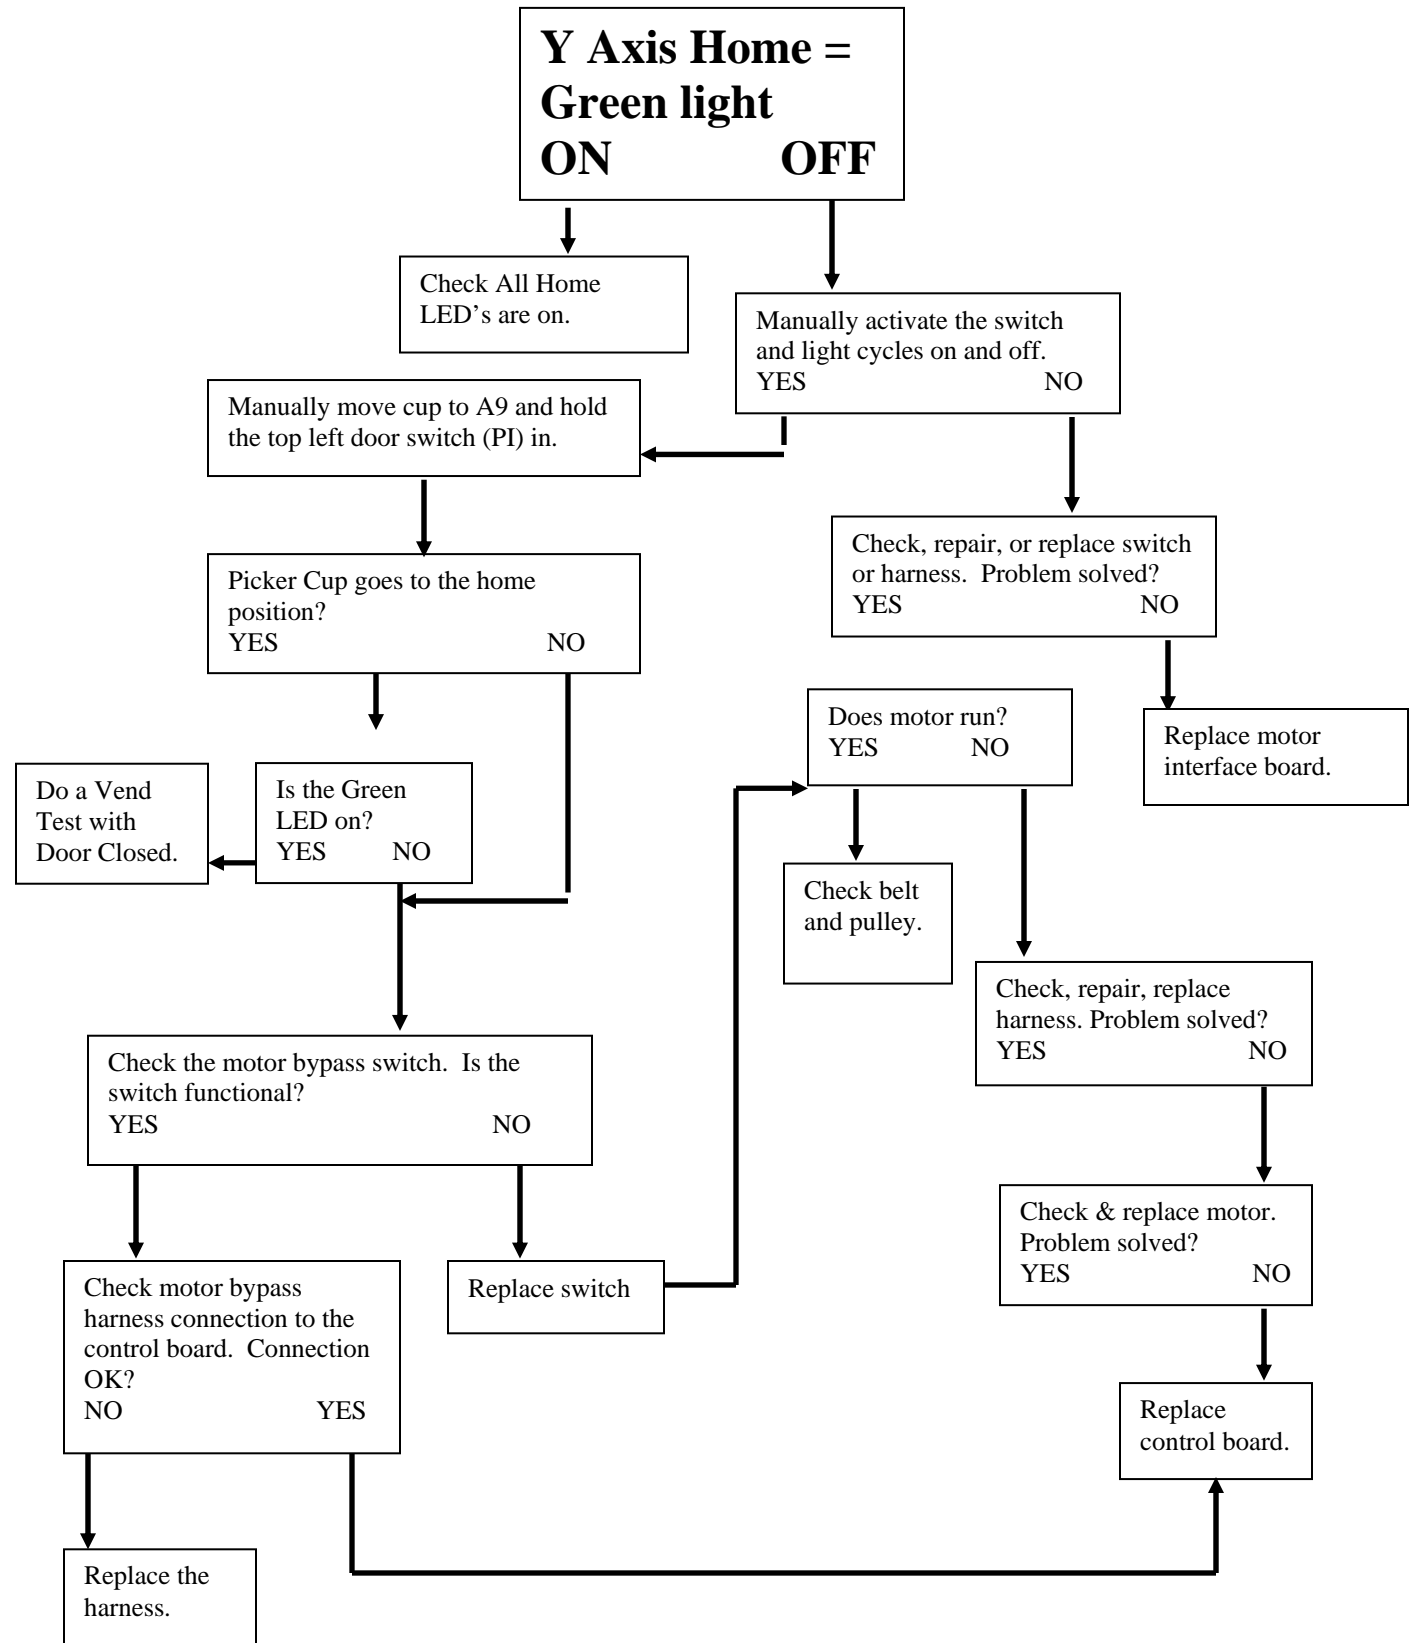 Y Axis Home =
Green light
ON OFF
Check All Home
LED’s are on.
Manually activate the switch
and light cycles on and off.
YES NO
Manually move cup to A9 and hold
the top left door switch (PI) in.
Check, repair, or replace switch
or harness.  Problem solved?
YES NO
Picker Cup goes to the home
position?
YES NO
Does motor run?
YES NO
Replace motor
interface board.
Do a Vend
Test with
Door Closed.
Is the Green
LED on?
YES NO
Check belt
and pulley.
Check, repair, replace
harness. Problem solved?
YES NO
Check the motor bypass switch.  Is the
switch functional?
YES NO
Check & replace motor.
Problem solved?
YES NO
Check motor bypass
harness connection to the
control board.  Connection
OK?
NO YES
Replace switch
Replace
control board.
Replace the
harness.